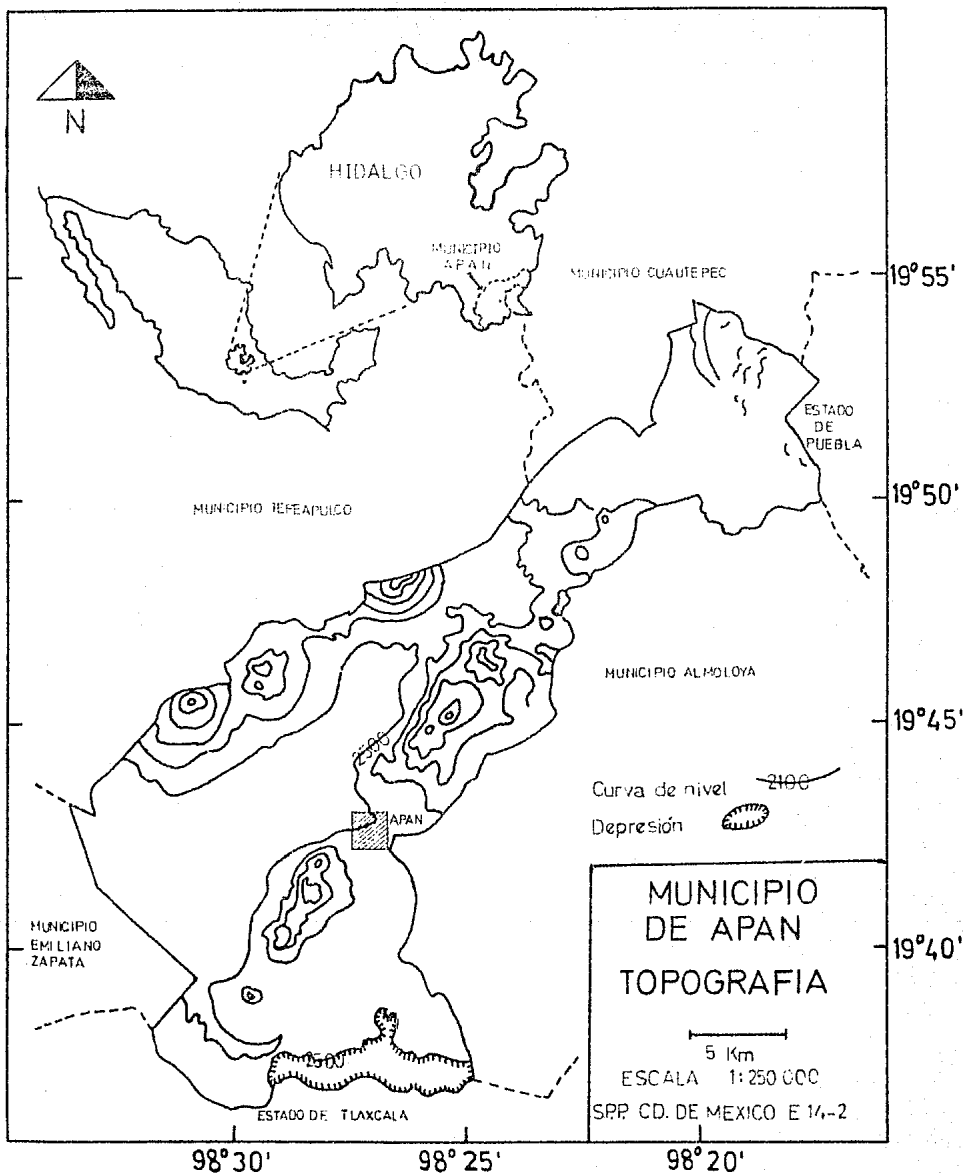 N
HIDALGO
MUNICIPIO
APAN
MUNICIPIO CUAUTEPEC
19°55'
ESTADO
DE
PUEBLA
19°50'
MUNICIPIO TEPEAPULCO
MUNICIPIO ALMOLOYA
19°45'
2500
Curva de nivel 2100
Depresión
APAN
MUNICIPIO
DE APAN
TOPOGRAFIA
MUNICIPIO
EMILIANO
ZAPATA
19°40'
5 Km
ESCALA 1:250 000
SPP. CD. DE MEXICO E 14-2
2500
ESTADO DE TLAXCALA
98°30'
98°25'
98°20'